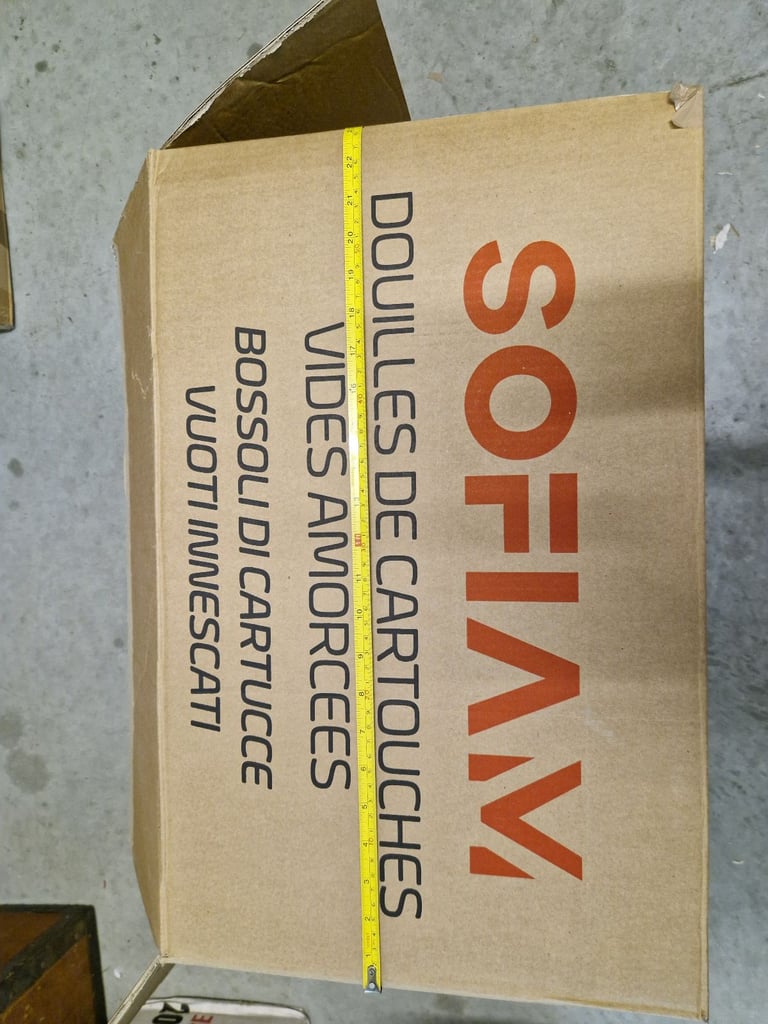 SOFIAM
DOUILLES DE CARTOUCHES
VIDES AMORCEES
BOSSOLI DI CARTUCCE
VUOTI INNESCATI